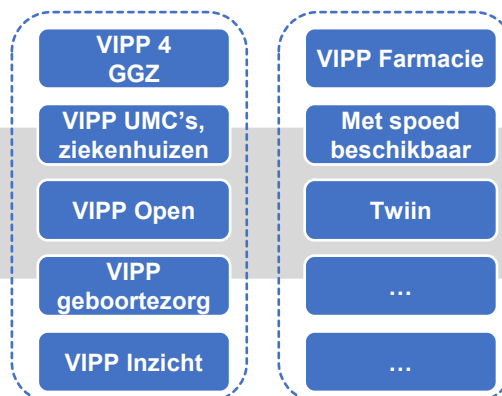 VIPP 4
GGZ
VIPP UMC's,
ziekenhuizen
VIPP Open
VIPP
geboortezorg
VIPP Inzicht
VIPP Farmacie
Met spoed
beschikbaar
Twiin
…
…